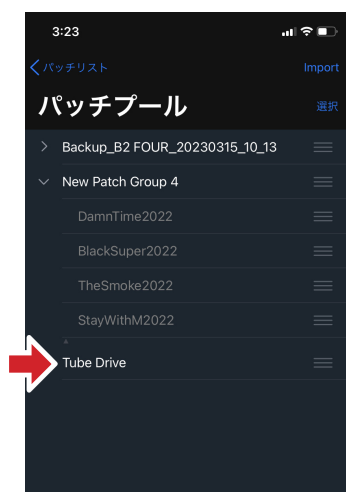 3:23
パッチリスト
Import
パッチプール
選択
Backup_B2 FOUR_20230315_10_13
New Patch Group 4
DamnTime2022
BlackSuper2022
TheSmoke2022
StayWithM2022
Tube Drive